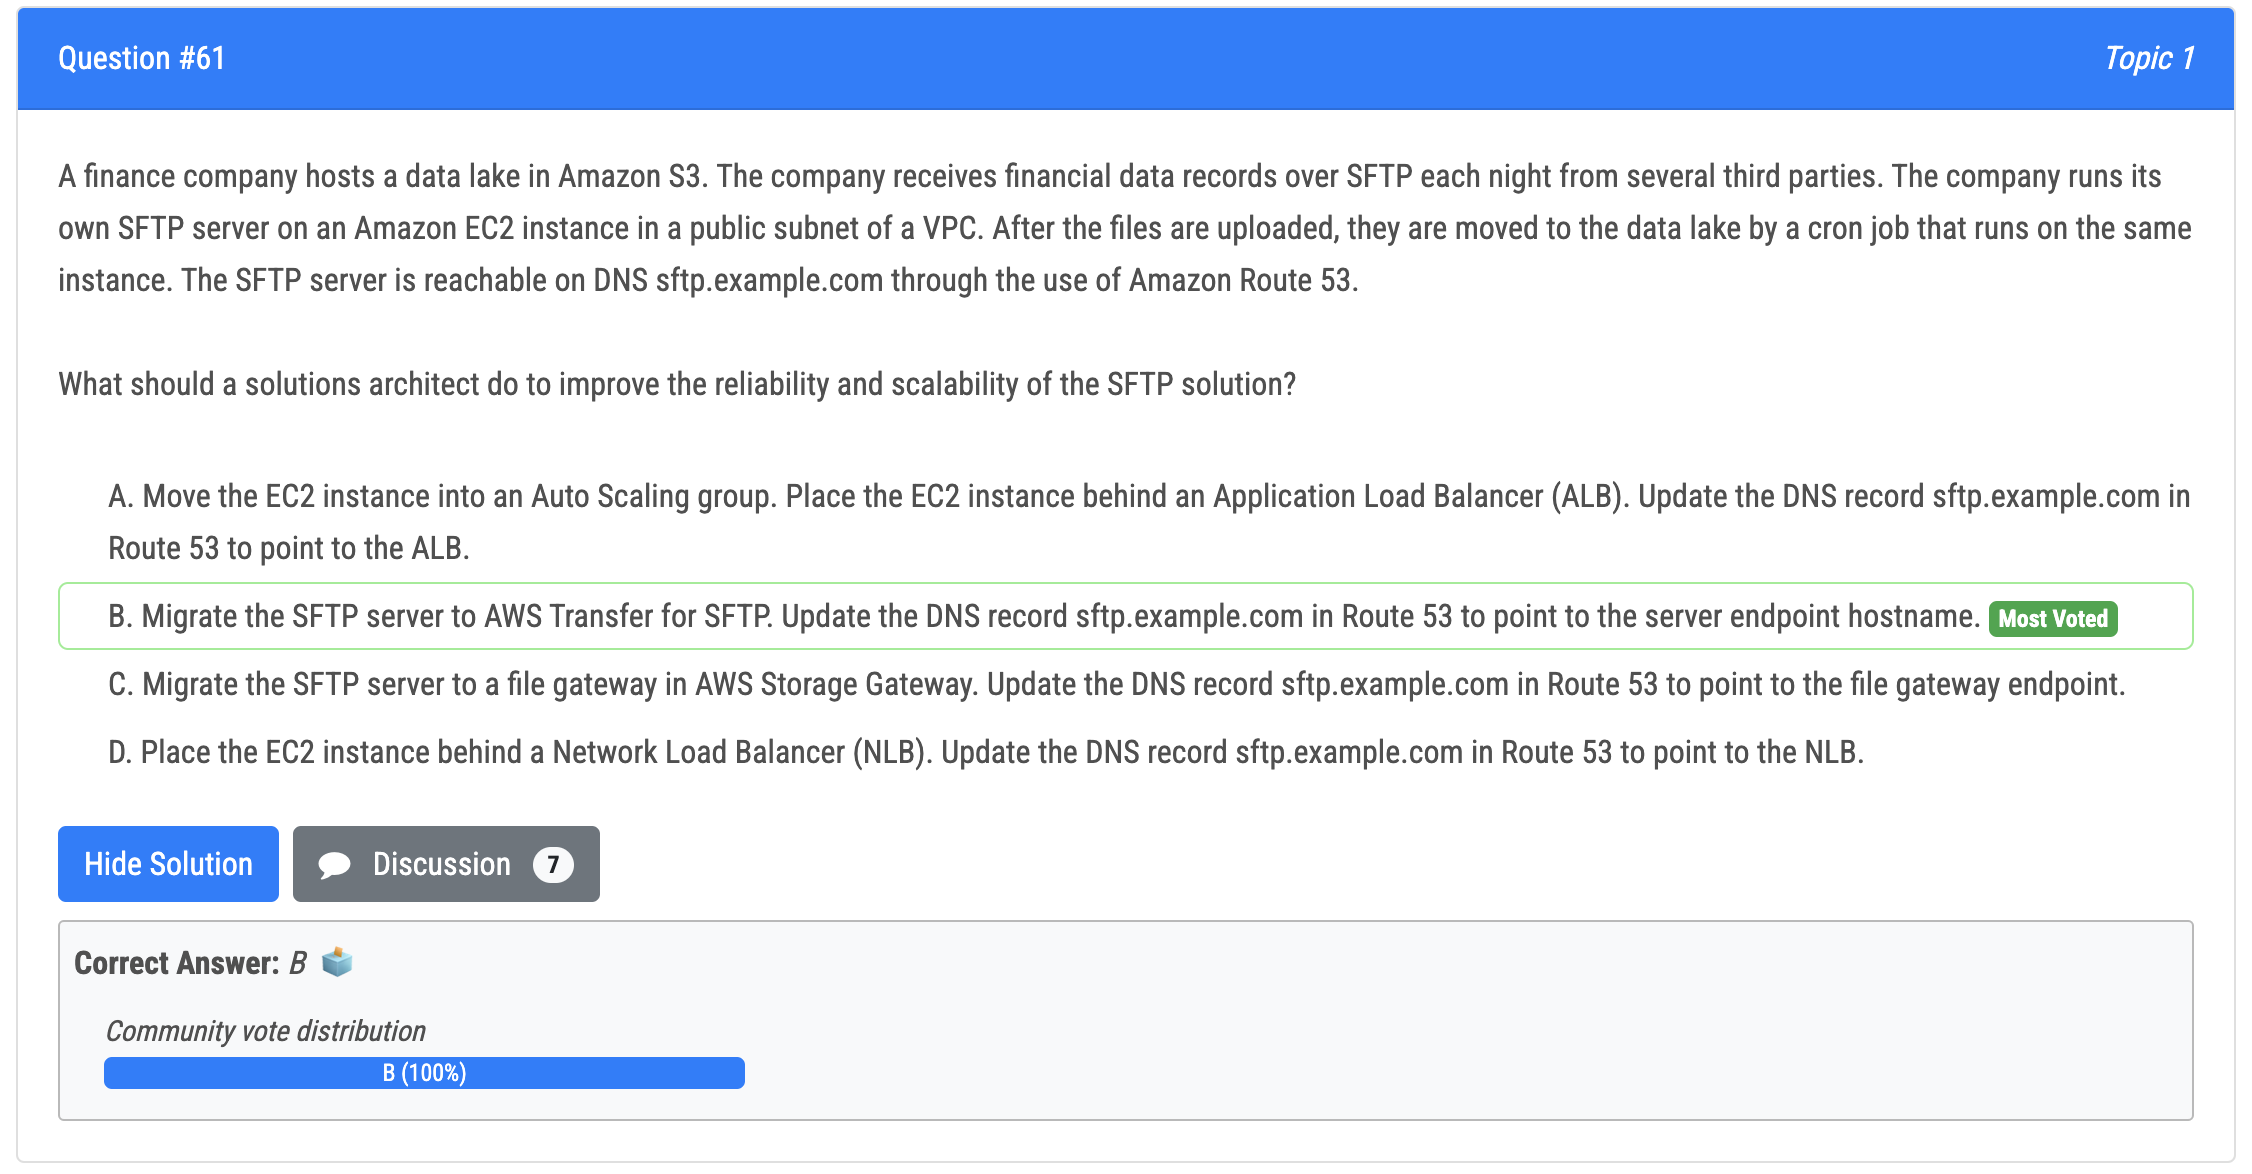 Question #61
Topic 1
A finance company hosts a data lake in Amazon S3. The company receives financial data records over SFTP each night from several third parties. The company runs its
own SFTP server on an Amazon EC2 instance in a public subnet of a VPC. After the files are uploaded, they are moved to the data lake by a cron job that runs on the same
instance. The SFTP server is reachable on DNS sftp.example.com through the use of Amazon Route 53.
What should a solutions architect do to improve the reliability and scalability of the SFTP solution?
A. Move the EC2 instance into an Auto Scaling group. Place the EC2 instance behind an Application Load Balancer (ALB). Update the DNS record sftp.example.com in
Route 53 to point to the ALB.
B. Migrate the SFTP server to AWS Transfer for SFTP. Update the DNS record sftp.example.com in Route 53 to point to the server endpoint hostname. Most Voted
C. Migrate the SFTP server to a file gateway in AWS Storage Gateway. Update the DNS record sftp.example.com in Route 53 to point to the file gateway endpoint.
D. Place the EC2 instance behind a Network Load Balancer (NLB). Update the DNS record sftp.example.com in Route 53 to point to the NLB.
Hide Solution
Discussion 7
Correct Answer: B
Community vote distribution
B (100%)